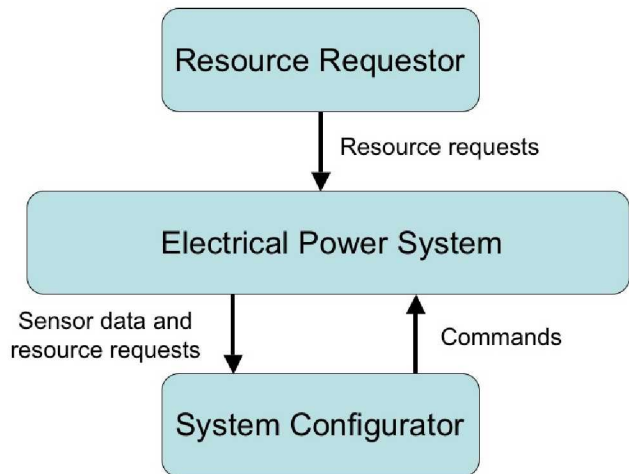 Resource Requestor
Resource requests
Electrical Power System
Sensor data and
resource requests
Commands
System Configurator